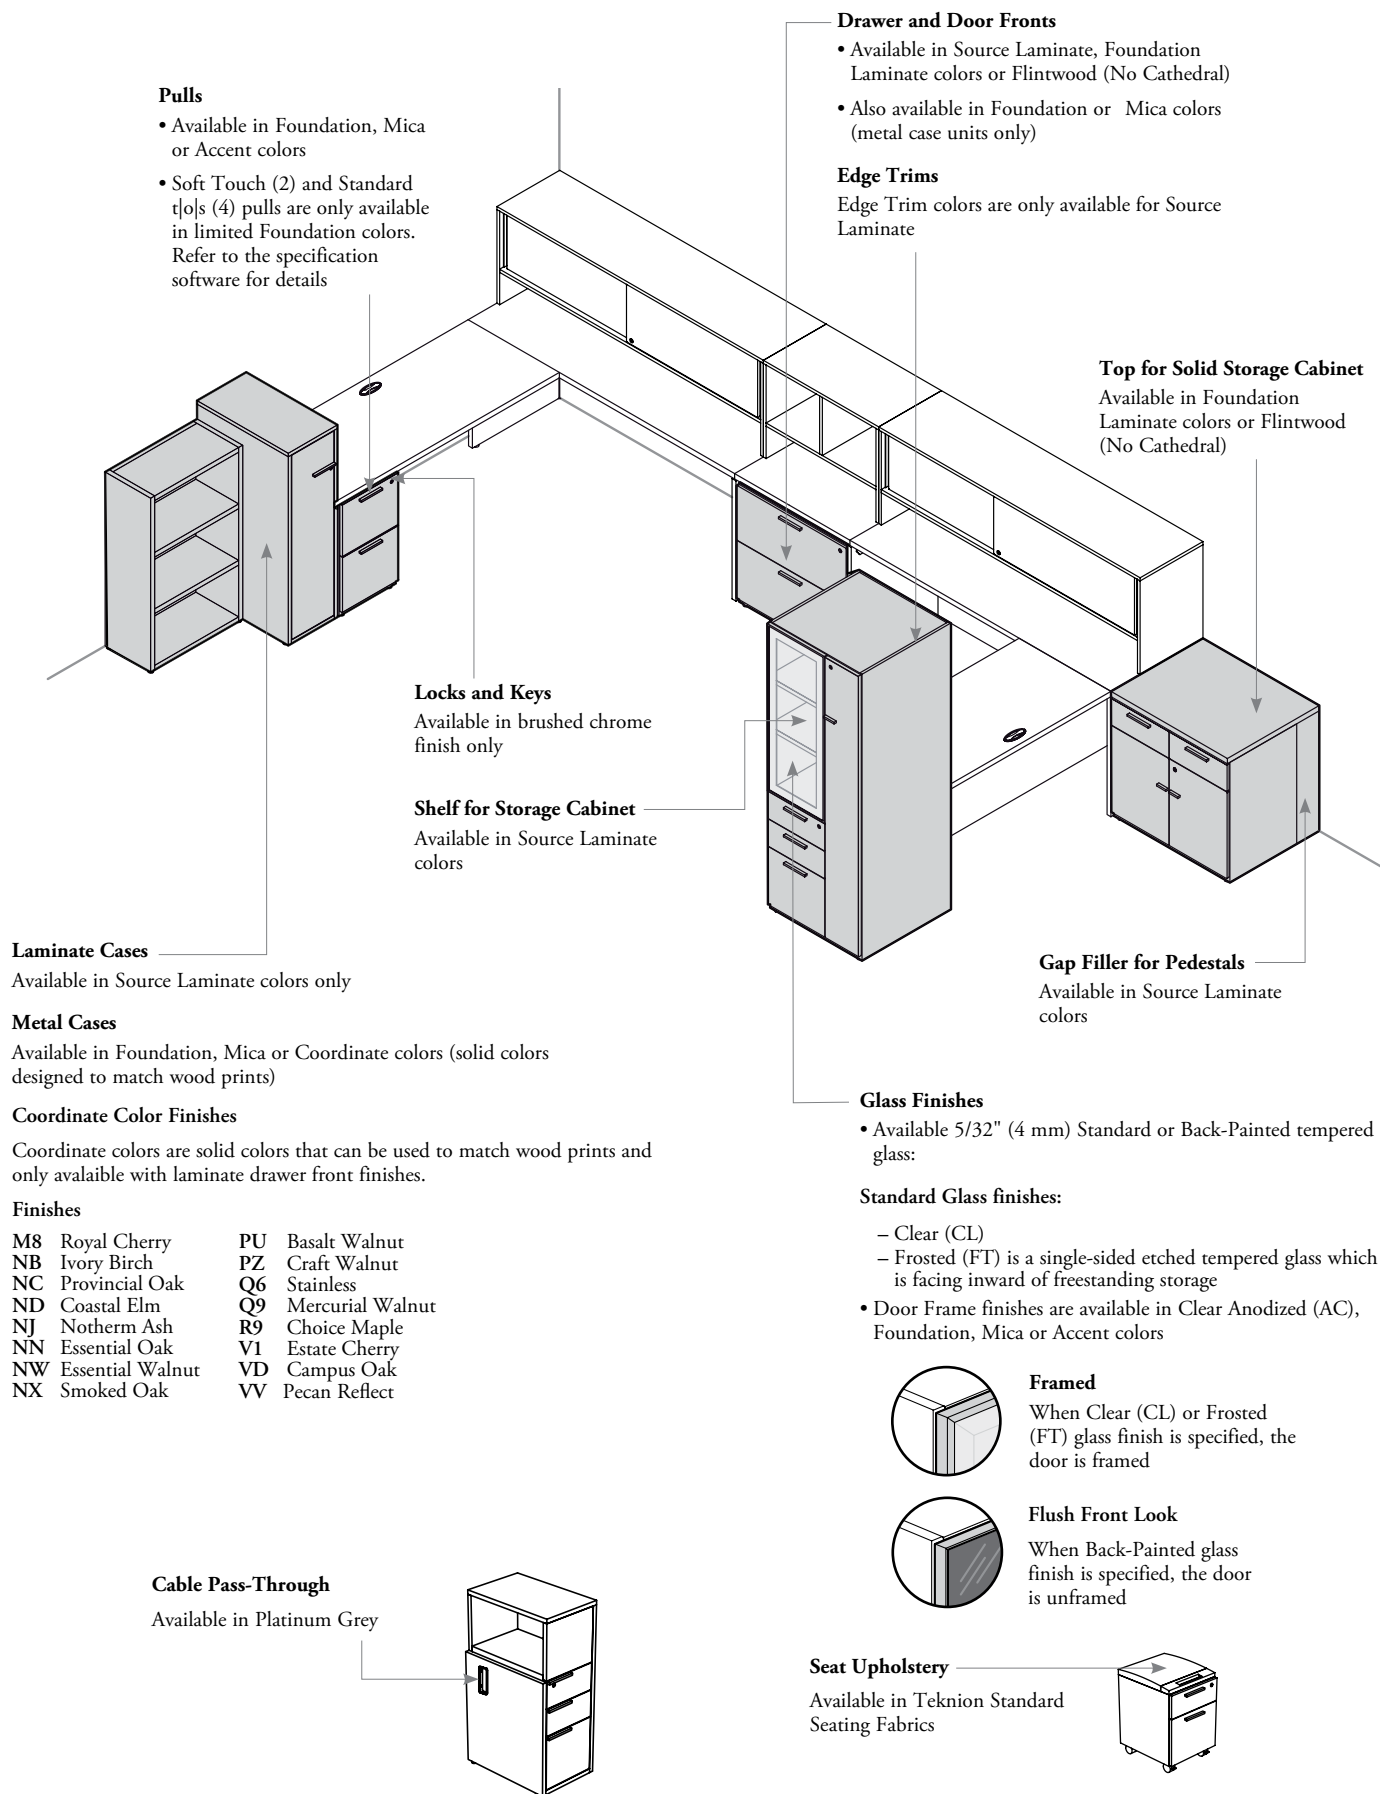 Drawer and Door Fronts
• Available in Source Laminate, Foundation
Laminate colors or Flintwood (No Cathedral)
• Also available in Foundation or Mica colors
(metal case units only)
Pulls
• Available in Foundation, Mica
or Accent colors
• Soft Touch (2) and Standard
t|o|s (4) pulls are only available
in limited Foundation colors.
Refer to the specification
software for details
Edge Trims
Edge Trim colors are only available for Source
Laminate
Top for Solid Storage Cabinet
Available in Foundation
Laminate colors or Flintwood
(No Cathedral)
Locks and Keys
Available in brushed chrome
finish only
Shelf for Storage Cabinet
Available in Source Laminate
colors
Laminate Cases
Available in Source Laminate colors only
Gap Filler for Pedestals
Available in Source Laminate
colors
Metal Cases
Available in Foundation, Mica or Coordinate colors (solid colors
designed to match wood prints)
Coordinate Color Finishes
Coordinate colors are solid colors that can be used to match wood prints and
only avalaible with laminate drawer front finishes.
Finishes
M8 Royal Cherry
NB Ivory Birch
NC Provincial Oak
ND Coastal Elm
NJ Notherm Ash
NN Essential Oak
NW Essential Walnut
NX Smoked Oak
PU Basalt Walnut
PZ Craft Walnut
Q6 Stainless
Q9 Mercurial Walnut
R9 Choice Maple
V1 Estate Cherry
VD Campus Oak
VV Pecan Reflect
Glass Finishes
• Available 5/32" (4 mm) Standard or Back-Painted tempered
glass:
Standard Glass finishes:
– Clear (CL)
– Frosted (FT) is a single-sided etched tempered glass which
is facing inward of freestanding storage
• Door Frame finishes are available in Clear Anodized (AC),
Foundation, Mica or Accent colors
Framed
When Clear (CL) or Frosted
(FT) glass finish is specified, the
door is framed
Flush Front Look
When Back-Painted glass
finish is specified, the door
is unframed
Cable Pass-Through
Available in Platinum Grey
Seat Upholstery
Available in Teknion Standard
Seating Fabrics